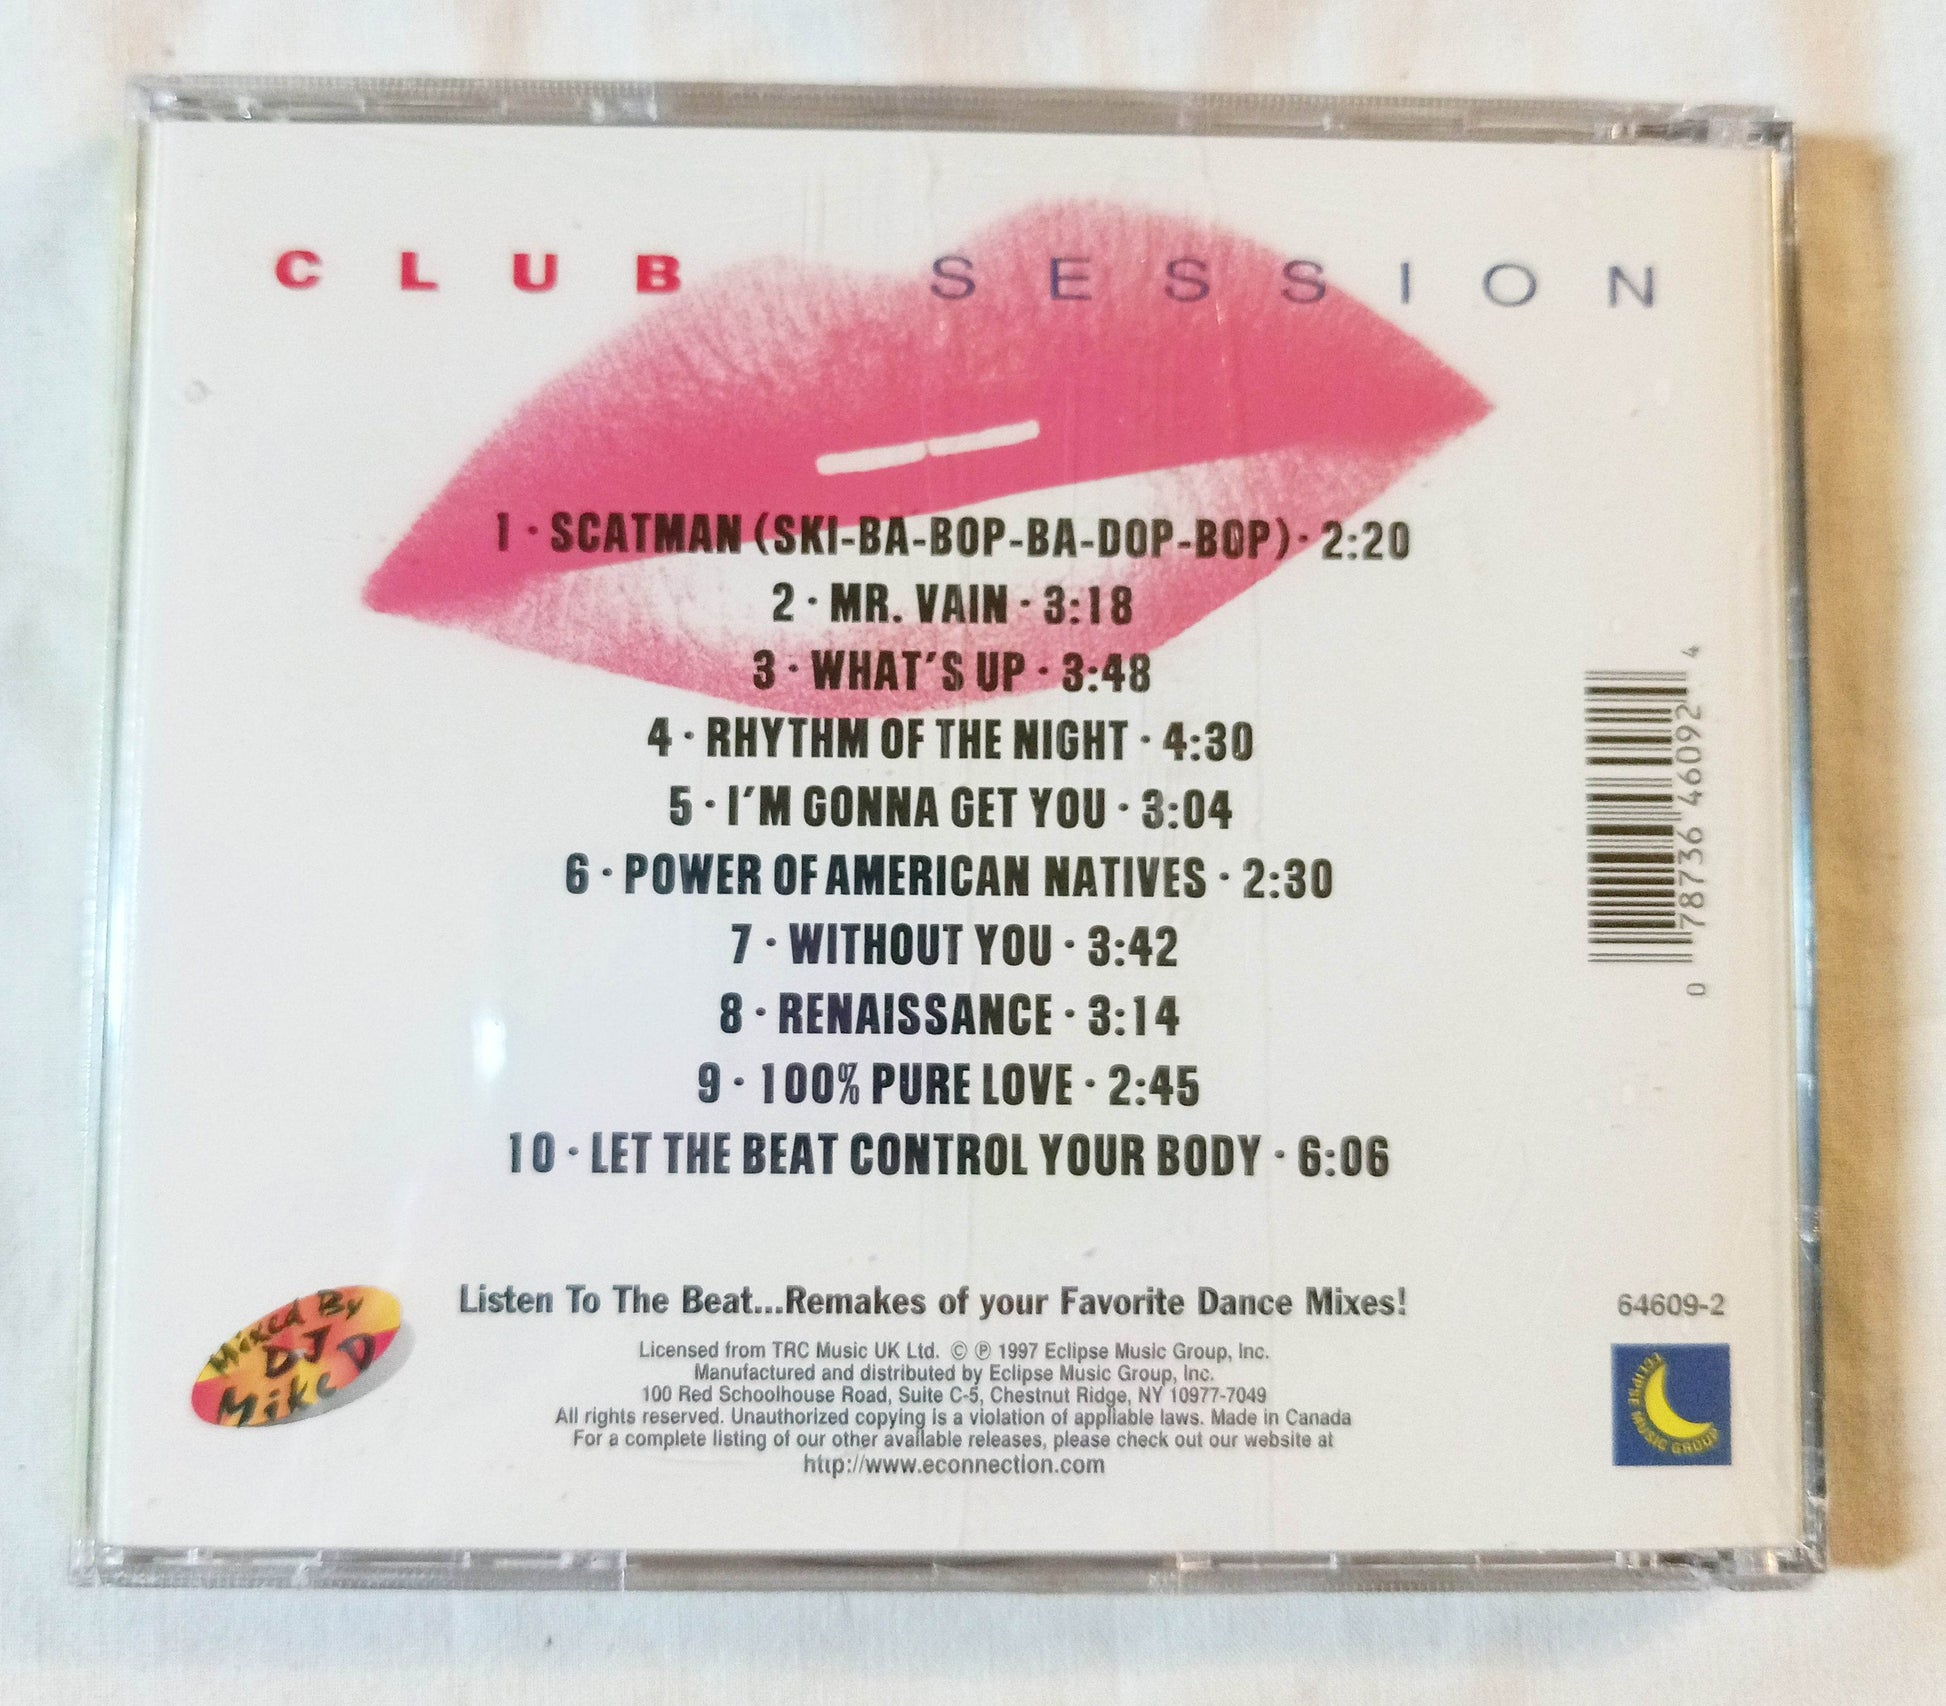 CLUB SESSION
1 · SCATMAN (SKI-BA-BOP-BA-DOP-BOP) · 2:20
2 · MR. VAIN · 3:18
3 · WHAT'S UP · 3:48
4 · RHYTHM OF THE NIGHT · 4:30
5 · I'M GONNA GET YOU · 3:04
6 · POWER OF AMERICAN NATIVES · 2:30
7 · WITHOUT YOU · 3:42
8 · RENAISSANCE · 3:14
9 · 100% PURE LOVE · 2:45
10 · LET THE BEAT CONTROL YOUR BODY · 6:06
0 78736 46092 4
Mixed By
DJ
Mike D
Listen To The Beat...Remakes of your Favorite Dance Mixes!
Licensed from TRC Music UK Ltd. © ℗ 1997 Eclipse Music Group, Inc.
Manufactured and distributed by Eclipse Music Group, Inc.
100 Red Schoolhouse Road, Suite C-5, Chestnut Ridge, NY 10977-7049
All rights reserved. Unauthorized copying is a violation of appliable laws. Made in Canada
For a complete listing of our other available releases, please check out our website at
http://www.econnection.com
64609-2
ECLIPSE MUSIC GROUP